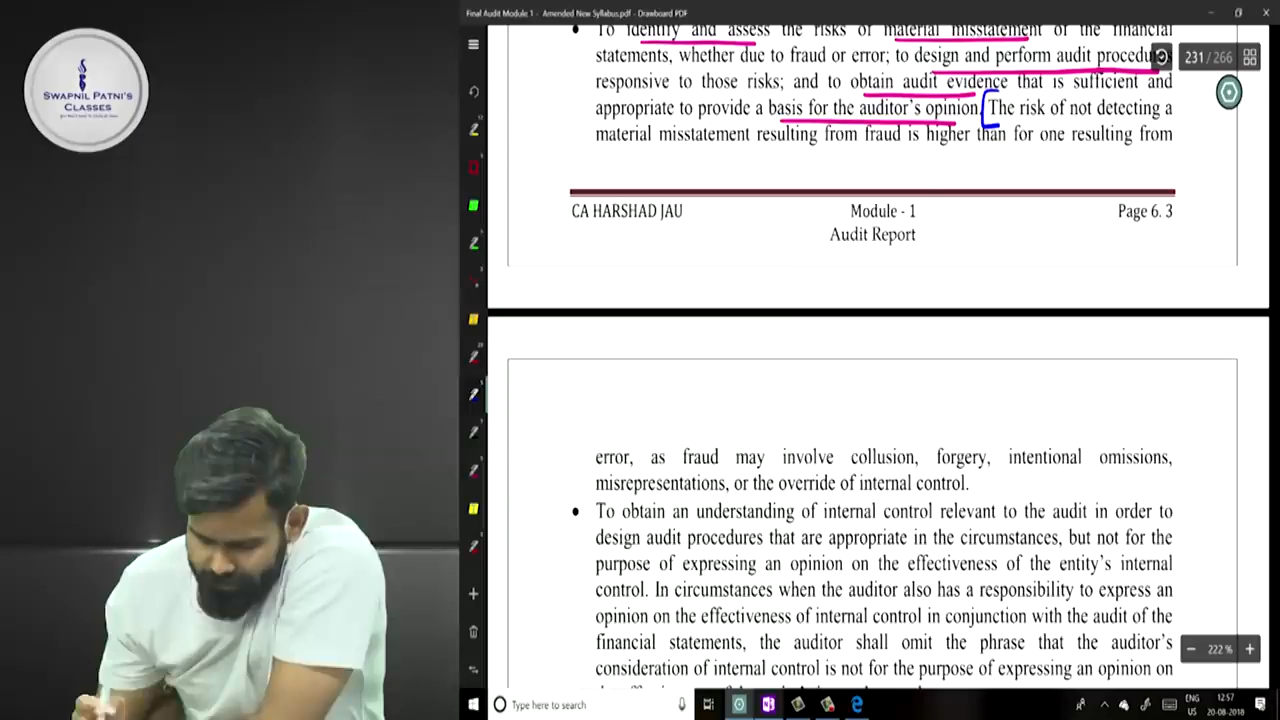 Final Audit Module 1 - Amended New Syllabus.pdf - Drawboard PDF
SWAPNIL PATNI'S
CLASSES
• To identify and assess the risks of material misstatement of the financial
statements, whether due to fraud or error; to design and perform audit procedures
responsive to those risks; and to obtain audit evidence that is sufficient and
appropriate to provide a basis for the auditor's opinion. The risk of not detecting a
material misstatement resulting from fraud is higher than for one resulting from
231 / 266
CA HARSHAD JAU
Module - 1
Page 6. 3
Audit Report
error, as fraud may involve collusion, forgery, intentional omissions,
misrepresentations, or the override of internal control.
• To obtain an understanding of internal control relevant to the audit in order to
design audit procedures that are appropriate in the circumstances, but not for the
purpose of expressing an opinion on the effectiveness of the entity's internal
control. In circumstances when the auditor also has a responsibility to express an
opinion on the effectiveness of internal control in conjunction with the audit of the
financial statements, the auditor shall omit the phrase that the auditor's
consideration of internal control is not for the purpose of expressing an opinion on
222 %
Type here to search
ENG
US
12:57
20-08-2018